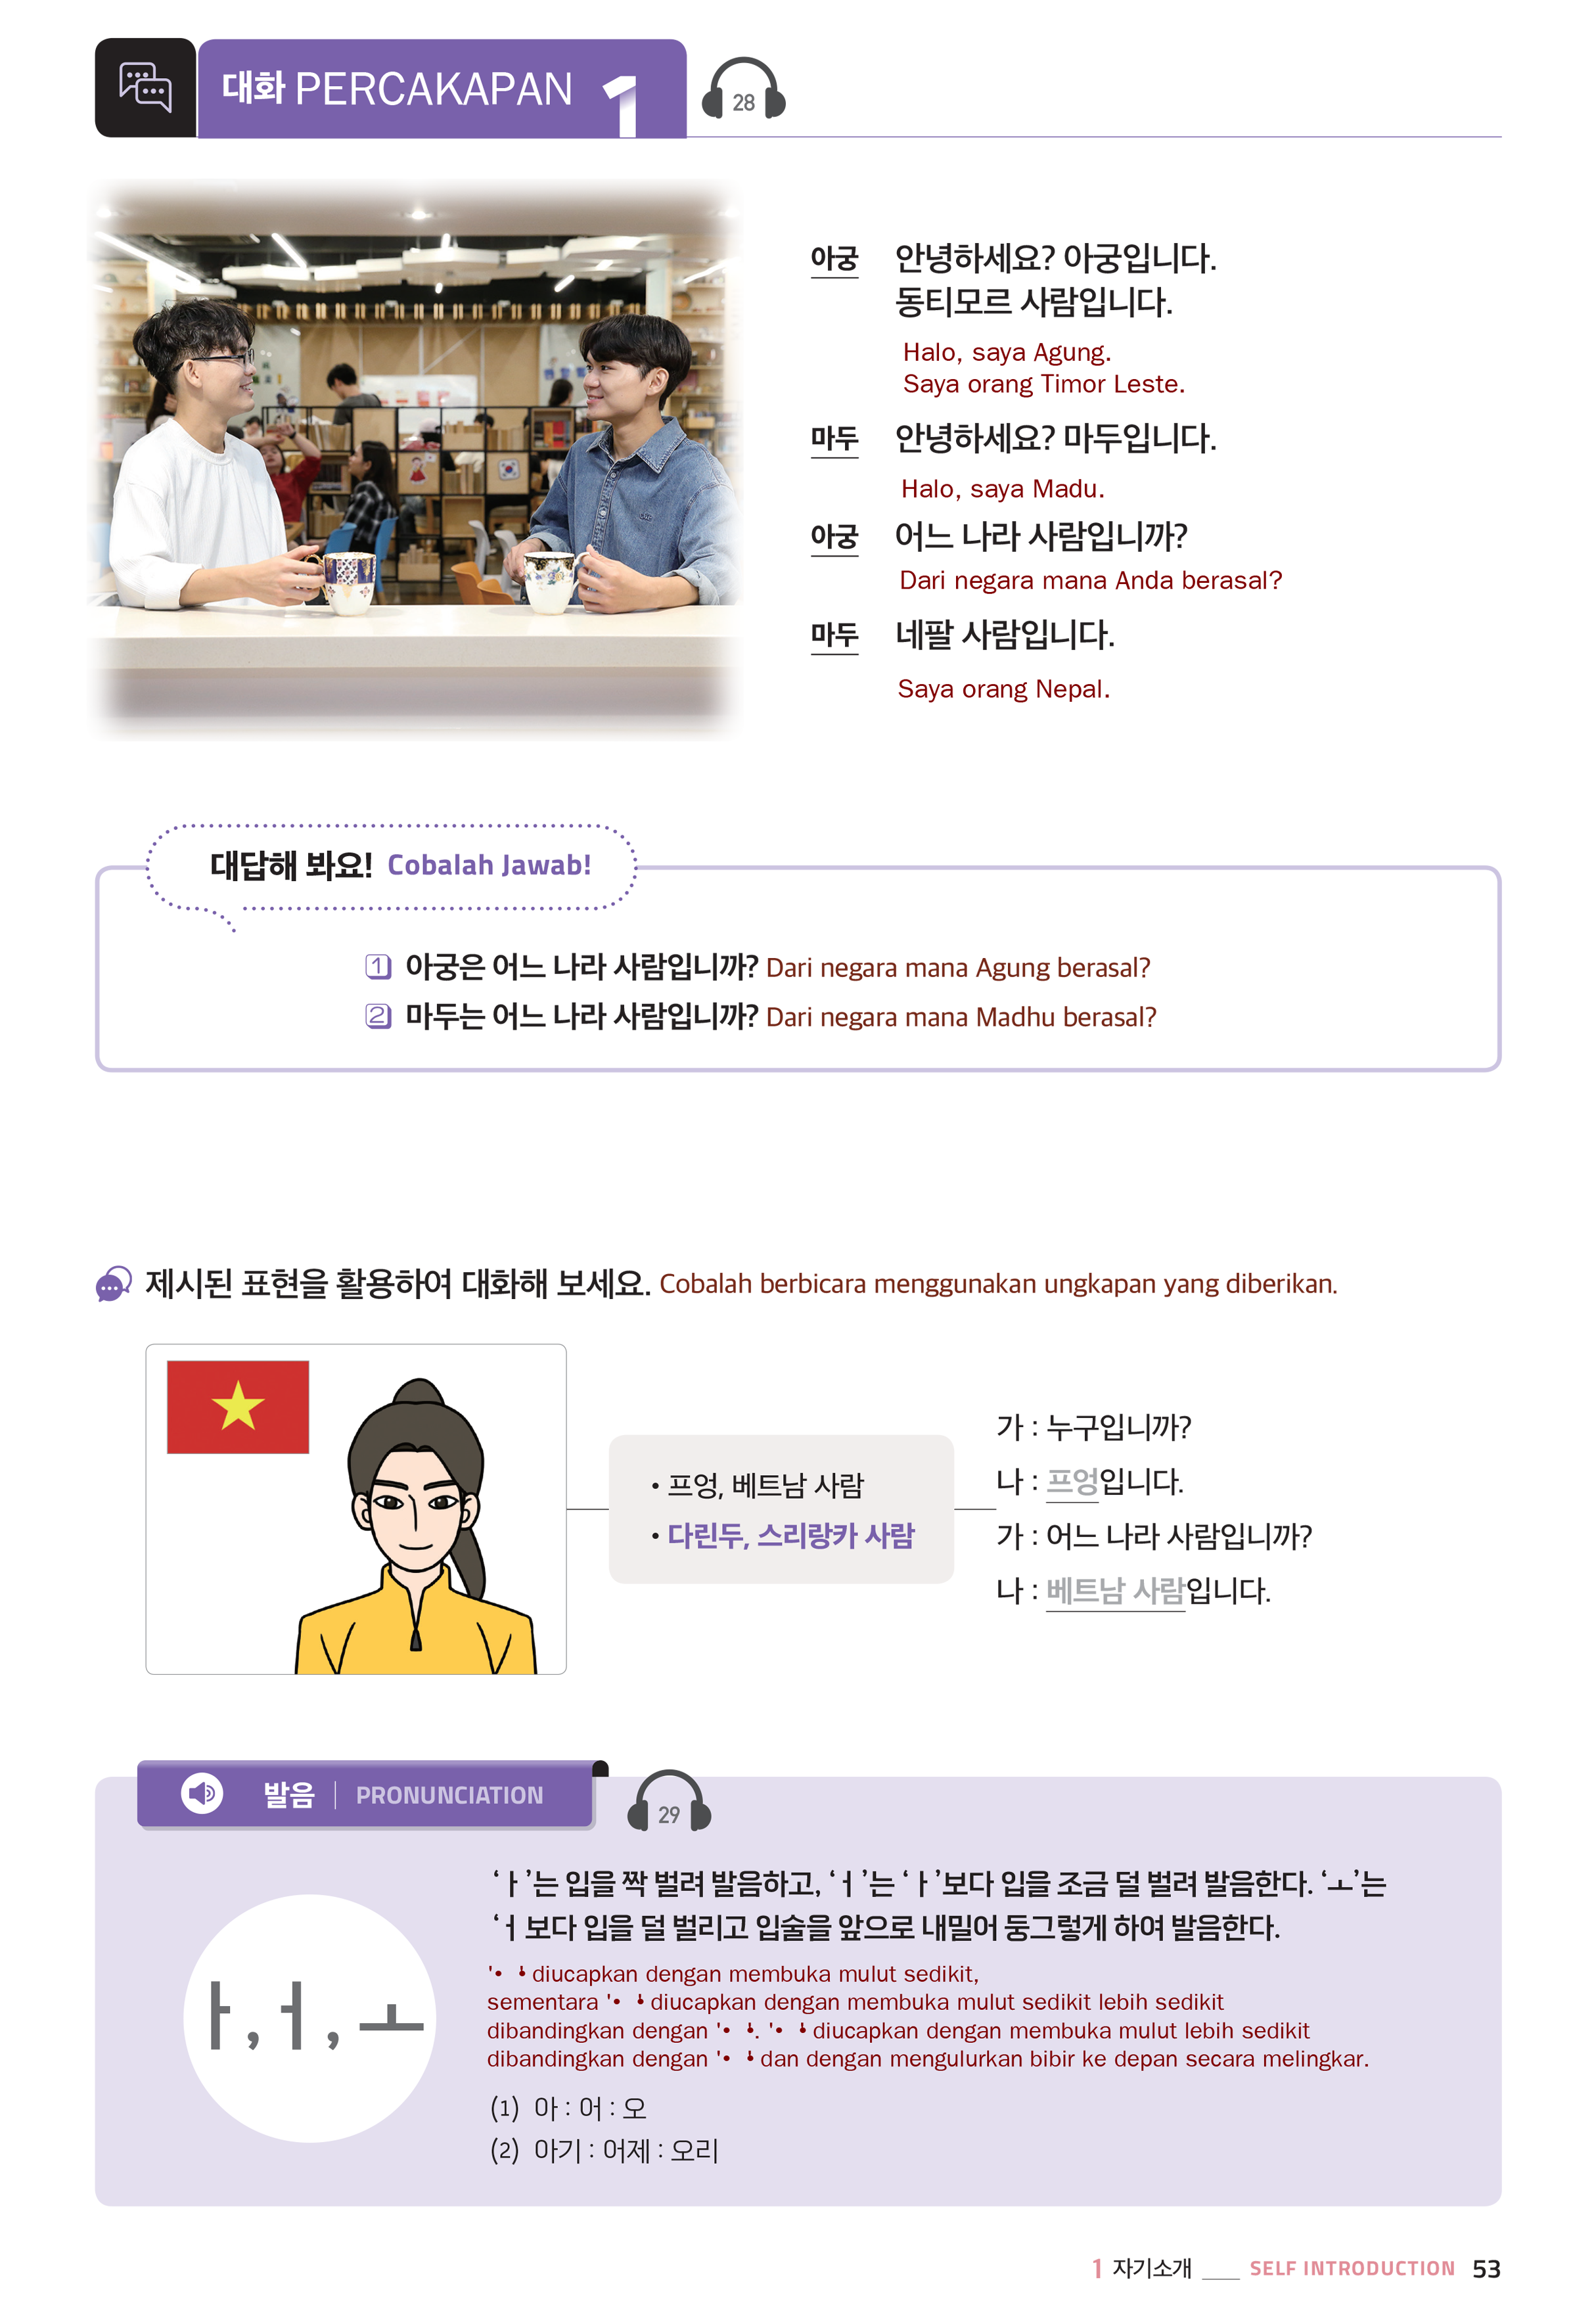 대화 PERCAKAPAN 1
28
아궁 안녕하세요? 아궁입니다.
동티모르 사람입니다.
Halo, saya Agung.
Saya orang Timor Leste.
마두 안녕하세요? 마두입니다.
Halo, saya Madu.
아궁 어느 나라 사람입니까?
Dari negara mana Anda berasal?
마두 네팔 사람입니다.
Saya orang Nepal.
대답해 봐요! Cobalah Jawab!
1 아궁은 어느 나라 사람입니까? Dari negara mana Agung berasal?
2 마두는 어느 나라 사람입니까? Dari negara mana Madhu berasal?
제시된 표현을 활용하여 대화해 보세요. Cobalah berbicara menggunakan ungkapan yang diberikan.
• 프엉, 베트남 사람
• 다린두, 스리랑카 사람
가 : 누구입니까?
나 : 프엉입니다.
가 : 어느 나라 사람입니까?
나 : 베트남 사람입니다.
발음 | PRONUNCIATION
29
ㅏ, ㅓ, ㅗ
‘ㅏ’는 입을 짝 벌려 발음하고, ‘ㅓ’는 ‘ㅏ’보다 입을 조금 덜 벌려 발음한다. ‘ㅗ’는
‘ㅓ보다 입을 덜 벌리고 입술을 앞으로 내밀어 둥그렇게 하여 발음한다.
'• ' diucapkan dengan membuka mulut sedikit,
sementara '• ' diucapkan dengan membuka mulut sedikit lebih sedikit
dibandingkan dengan '• '. '• ' diucapkan dengan membuka mulut lebih sedikit
dibandingkan dengan '• ' dan dengan mengulurkan bibir ke depan secara melingkar.
(1) 아 : 어 : 오
(2) 아기 : 어제 : 오리
1 자기소개 ___ SELF INTRODUCTION 53